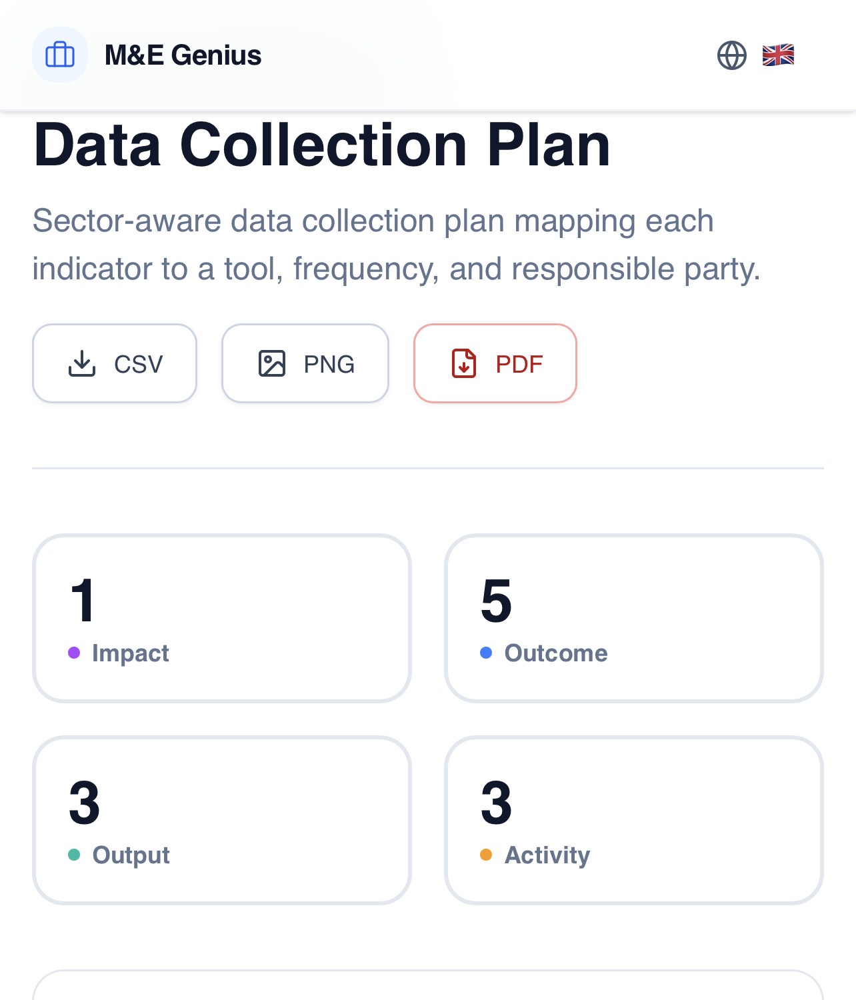 M&E Genius
Data Collection Plan
Sector-aware data collection plan mapping each
indicator to a tool, frequency, and responsible party.
CSV
PNG
PDF
1
Impact
5
Outcome
3
Output
3
Activity